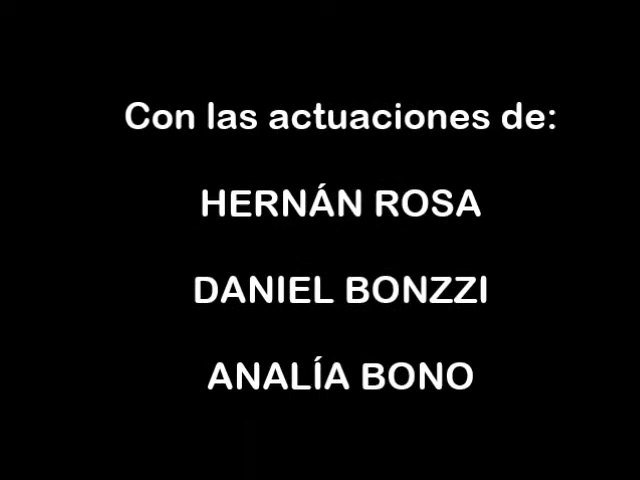 Con las actuaciones de:
HERNÁN ROSA
DANIEL BONZZI
ANALÍA BONO